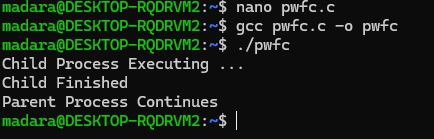 madara@DESKTOP-RQDRVM2:~$ nano pwfc.c
madara@DESKTOP-RQDRVM2:~$ gcc pwfc.c -o pwfc
madara@DESKTOP-RQDRVM2:~$ ./pwfc
Child Process Executing ...
Child Finished
Parent Process Continues
madara@DESKTOP-RQDRVM2:~$